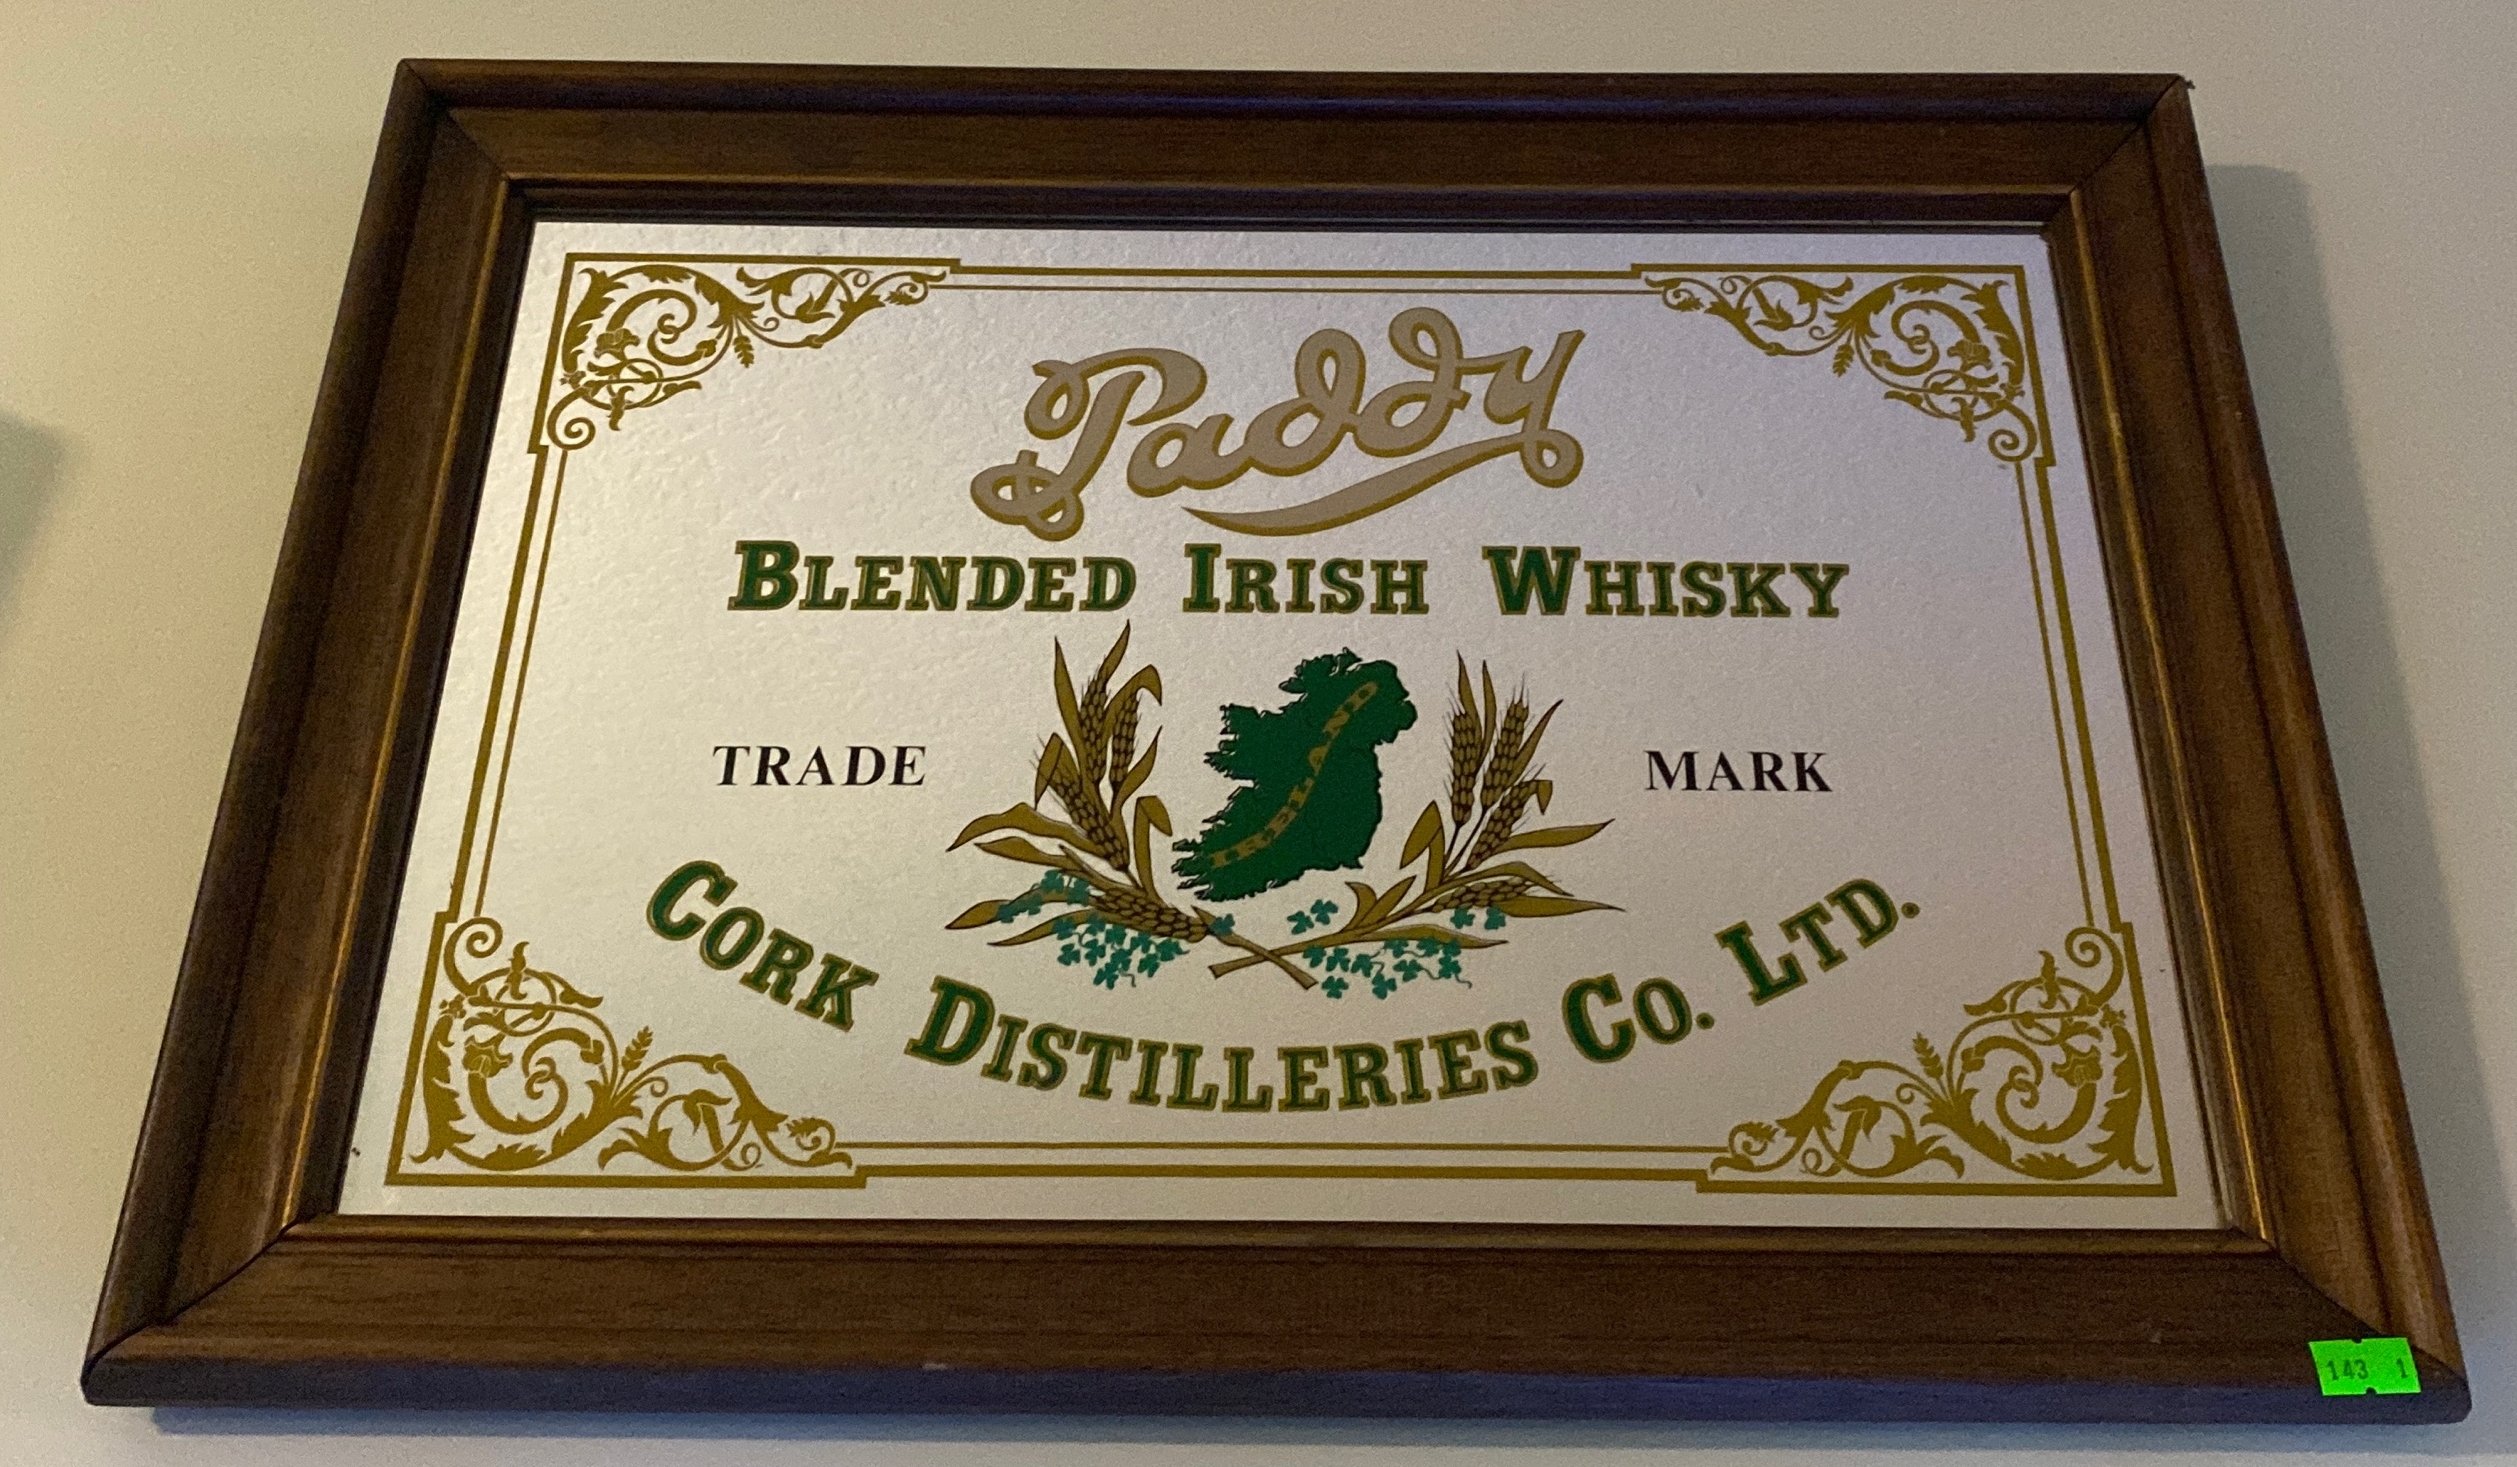 Paddy
BLENDED IRISH WHISKY
IRELAND
TRADE MARK
CORK DISTILLERIES CO. LTD.
143 1